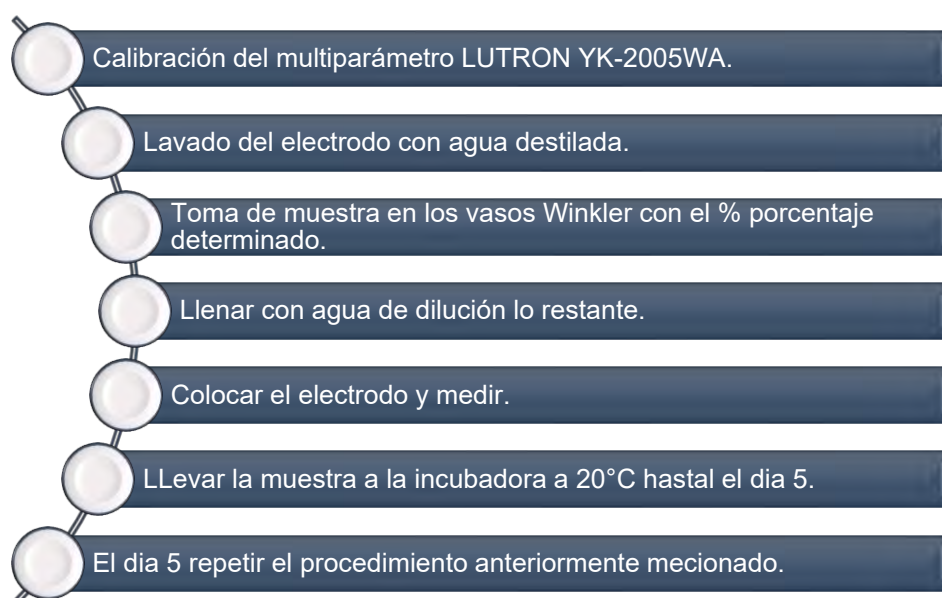 Calibración del multiparámetro LUTRON YK-2005WA.
Lavado del electrodo con agua destilada.
Toma de muestra en los vasos Winkler con el % porcentaje
determinado.
Llenar con agua de dilución lo restante.
Colocar el electrodo y medir.
LLevar la muestra a la incubadora a 20°C hastal el dia 5.
El dia 5 repetir el procedimiento anteriormente mecionado.